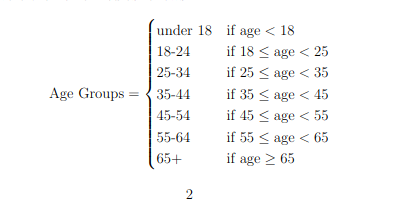 under 18 if age < 18
18-24 if 18 ≤ age < 25
25-34 if 25 ≤ age < 35
Age Groups = 35-44 if 35 ≤ age < 45
45-54 if 45 ≤ age < 55
55-64 if 55 ≤ age < 65
65+ if age ≥ 65
2